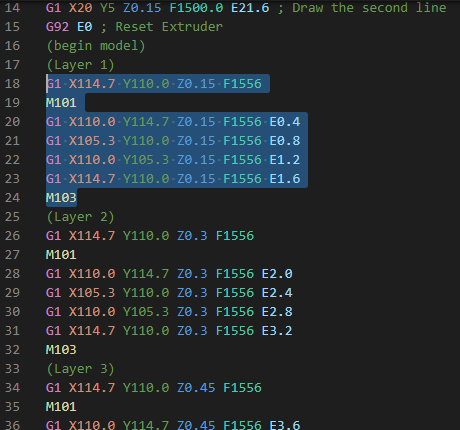 14 G1 X20 Y5 Z0.15 F1500.0 E21.6 ; Draw the second line
15 G92 E0 ; Reset Extruder
16 (begin model)
17 (Layer 1)
18 G1·X114.7·Y110.0·Z0.15·F1556
19 M101
20 G1·X110.0·Y114.7·Z0.15·F1556·E0.4
21 G1·X105.3·Y110.0·Z0.15·F1556·E0.8
22 G1·X110.0·Y105.3·Z0.15·F1556·E1.2
23 G1·X114.7·Y110.0·Z0.15·F1556·E1.6
24 M103
25 (Layer 2)
26 G1 X114.7 Y110.0 Z0.3 F1556
27 M101
28 G1 X110.0 Y114.7 Z0.3 F1556 E2.0
29 G1 X105.3 Y110.0 Z0.3 F1556 E2.4
30 G1 X110.0 Y105.3 Z0.3 F1556 E2.8
31 G1 X114.7 Y110.0 Z0.3 F1556 E3.2
32 M103
33 (Layer 3)
34 G1 X114.7 Y110.0 Z0.45 F1556
35 M101
36 G1 X110.0 Y114.7 Z0.45 F1556 E3.6